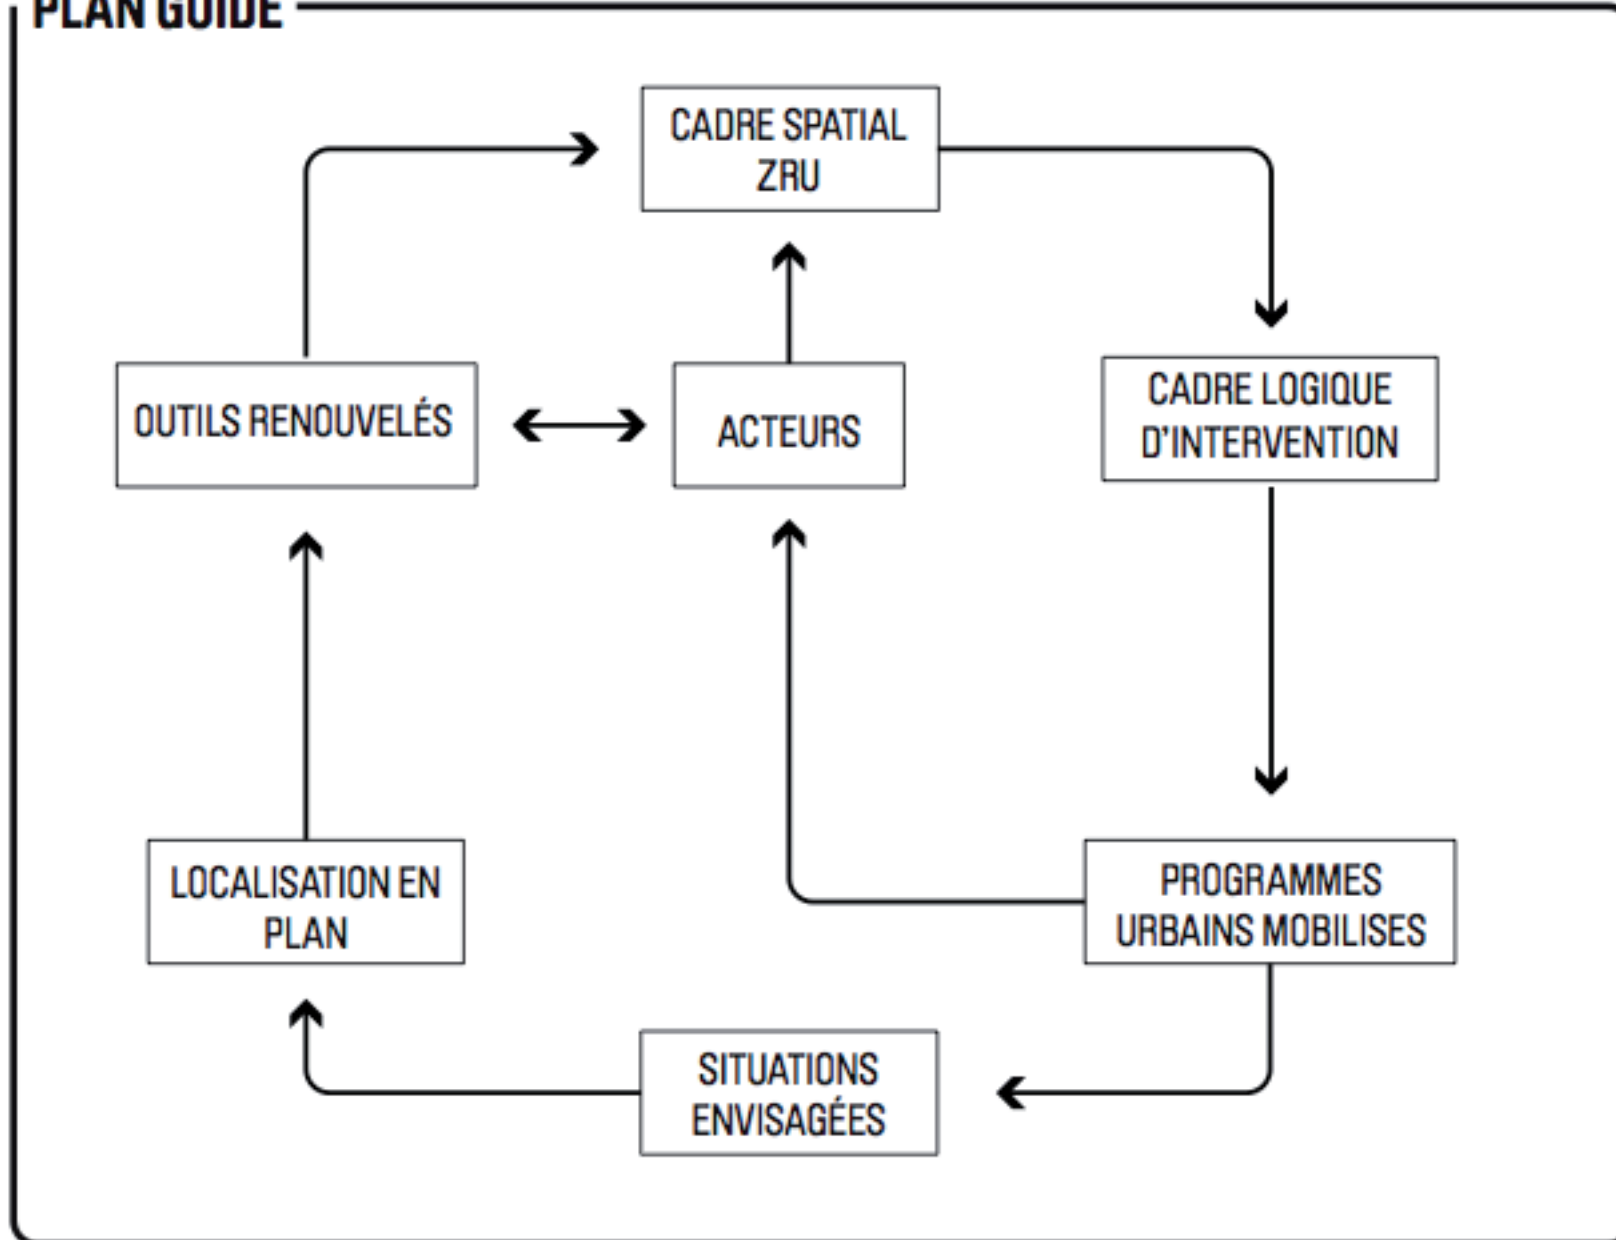 PLAN GUIDE
CADRE SPATIAL
ZRU
OUTILS RENOUVELÉS
ACTEURS
CADRE LOGIQUE
D'INTERVENTION
LOCALISATION EN
PLAN
PROGRAMMES
URBAINS MOBILISES
SITUATIONS
ENVISAGÉES